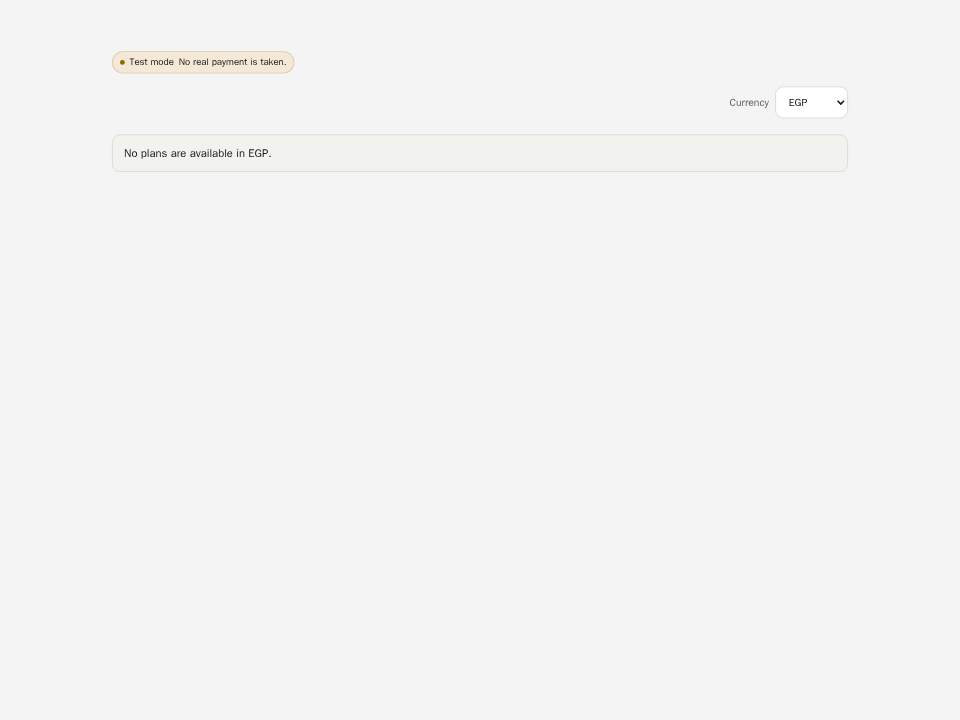 Test mode No real payment is taken.
Currency EGP
No plans are available in EGP.